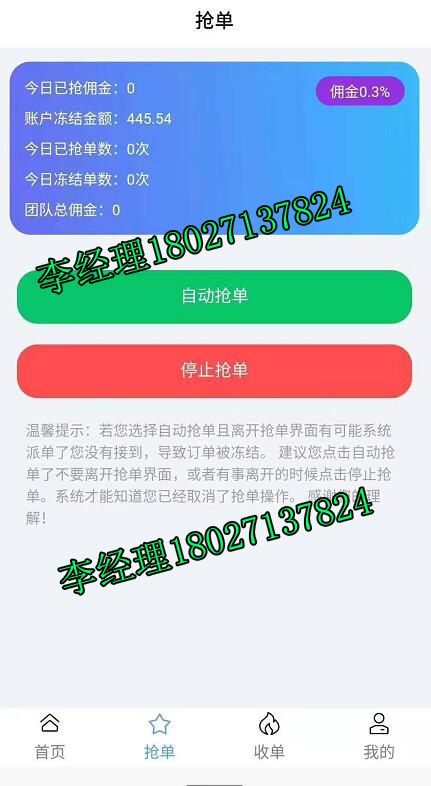 抢单
今日已抢佣金：0
佣金0.3%
账户冻结金额：445.54
今日已抢单数：0次
今日冻结单数：0次
团队总佣金：0
李经理18027137824
自动抢单
停止抢单
温馨提示：若您选择自动抢单且离开抢单界面有可能系统
派单了您没有接到，导致订单被冻结。 建议您点击自动抢
单了不要离开抢单界面，或者有事离开的时候点击停止抢
单。系统才能知道您已经取消了抢单操作。 感谢您的理
解！
李经理18027137824
首页
抢单
收单
我的